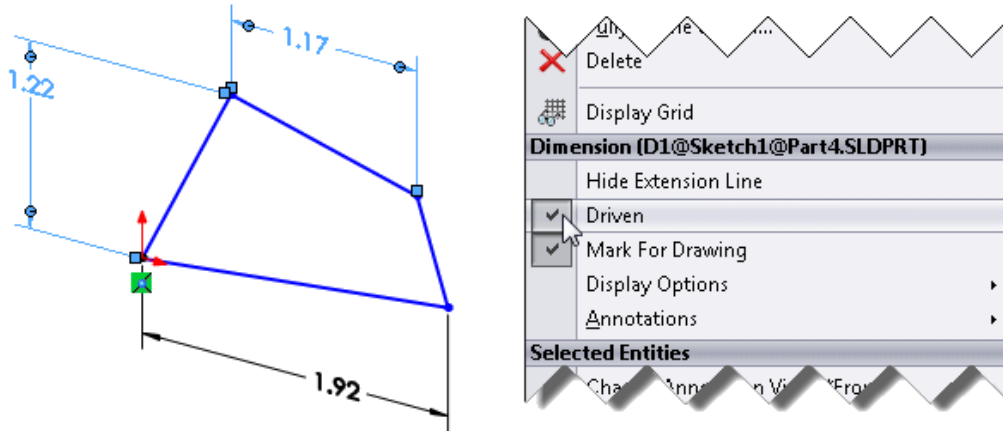 1.17
1.22
1.92
Delete
Display Grid
Dimension (D1@Sketch1@Part4.SLDPRT)
Hide Extension Line
Driven
Mark For Drawing
Display Options
Annotations
Selected Entities